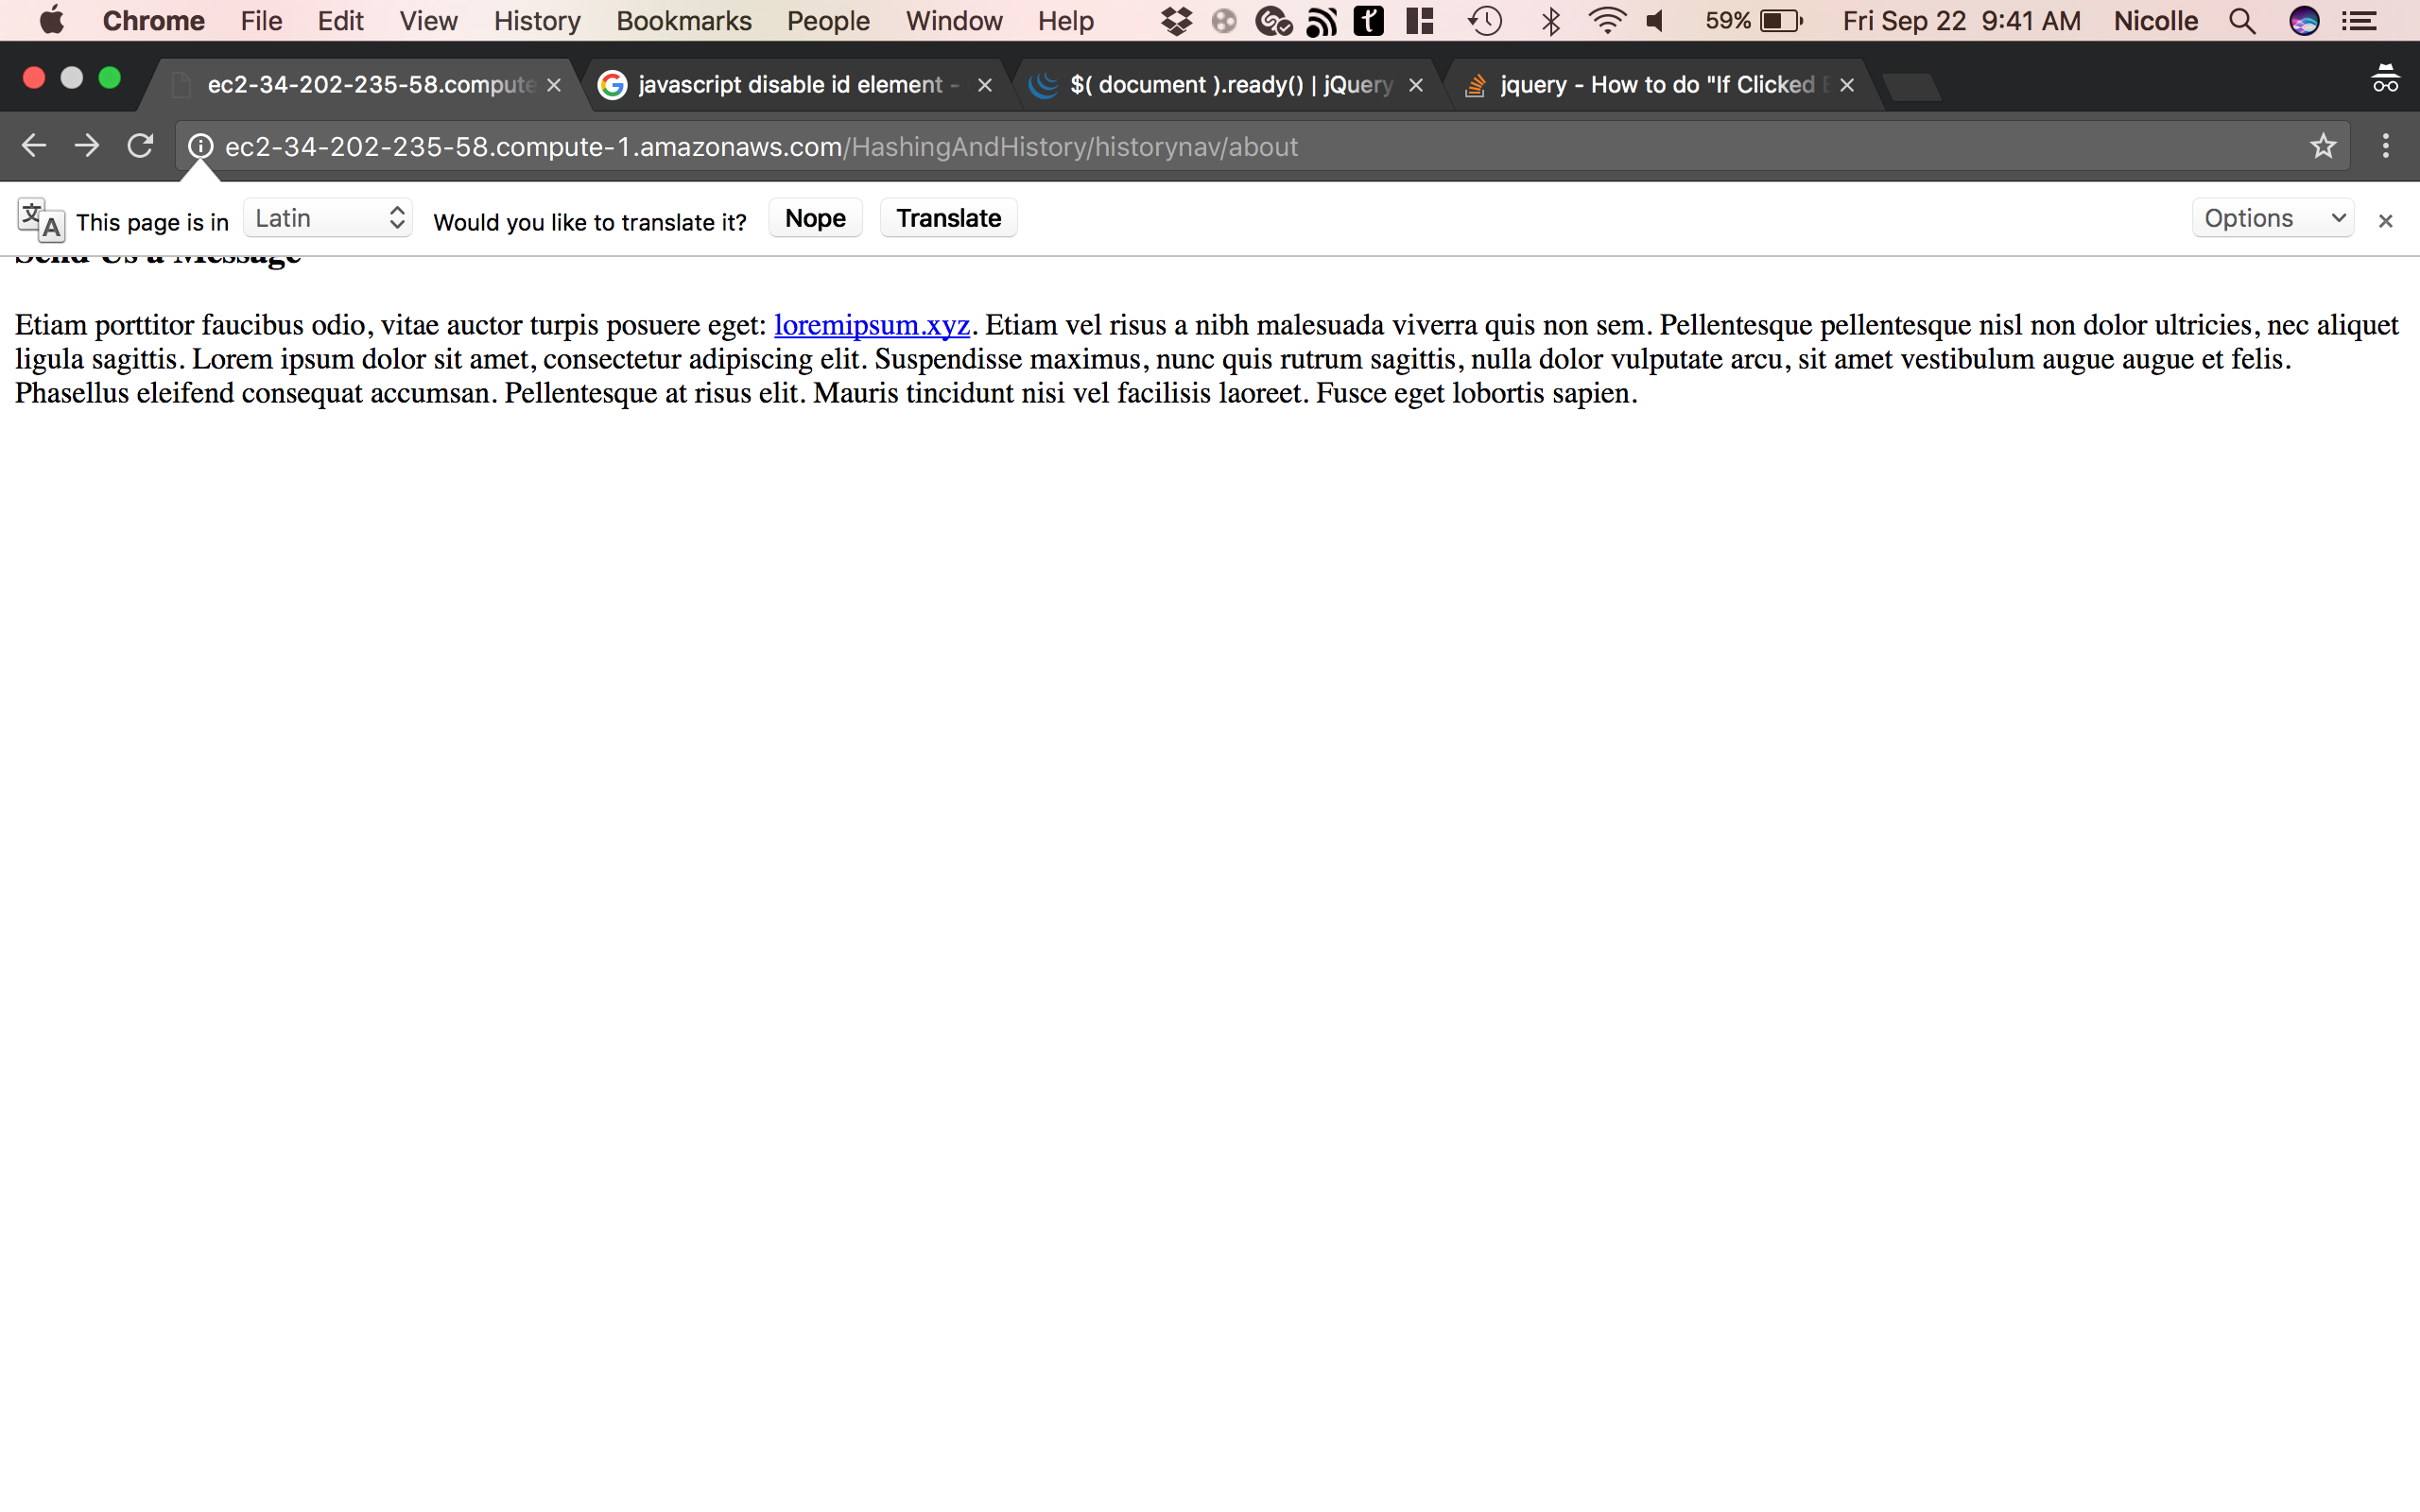 Chrome File Edit View History Bookmarks People Window Help 59% Fri Sep 22 9:41 AM Nicolle
ec2-34-202-235-58.compute javascript disable id element - $( document ).ready() | jQuery jquery - How to do "If Clicked
ec2-34-202-235-58.compute-1.amazonaws.com/HashingAndHistory/historynav/about
This page is in Latin Would you like to translate it? Nope Translate Options
Send Us a Message
Etiam porttitor faucibus odio, vitae auctor turpis posuere eget: loremipsum.xyz. Etiam vel risus a nibh malesuada viverra quis non sem. Pellentesque pellentesque nisl non dolor ultricies, nec aliquet
ligula sagittis. Lorem ipsum dolor sit amet, consectetur adipiscing elit. Suspendisse maximus, nunc quis rutrum sagittis, nulla dolor vulputate arcu, sit amet vestibulum augue augue et felis.
Phasellus eleifend consequat accumsan. Pellentesque at risus elit. Mauris tincidunt nisi vel facilisis laoreet. Fusce eget lobortis sapien.